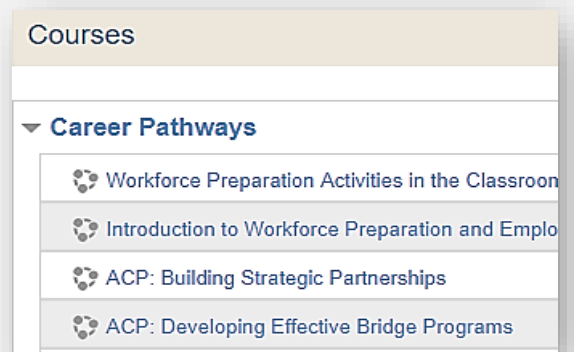 Courses
Career Pathways
Workforce Preparation Activities in the Classroom
Introduction to Workforce Preparation and Emplo
ACP: Building Strategic Partnerships
ACP: Developing Effective Bridge Programs